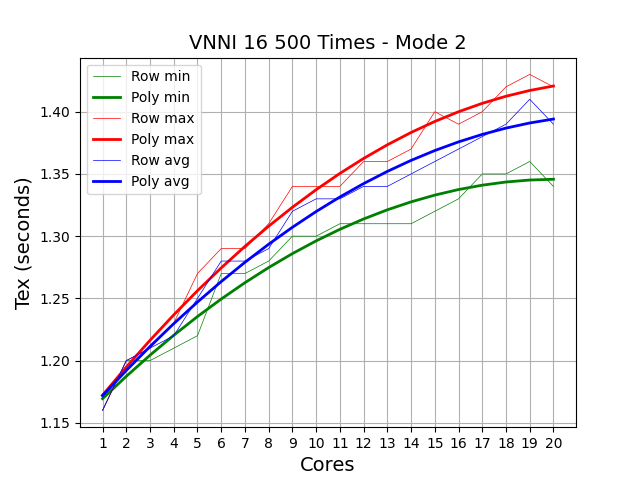 VNNI 16 500 Times - Mode 2
Row min
Poly min
Row max
Poly max
Row avg
Poly avg
Tex (seconds)
1.40
1.35
1.30
1.25
1.20
1.15
1 2 3 4 5 6 7 8 9 10 11 12 13 14 15 16 17 18 19 20
Cores